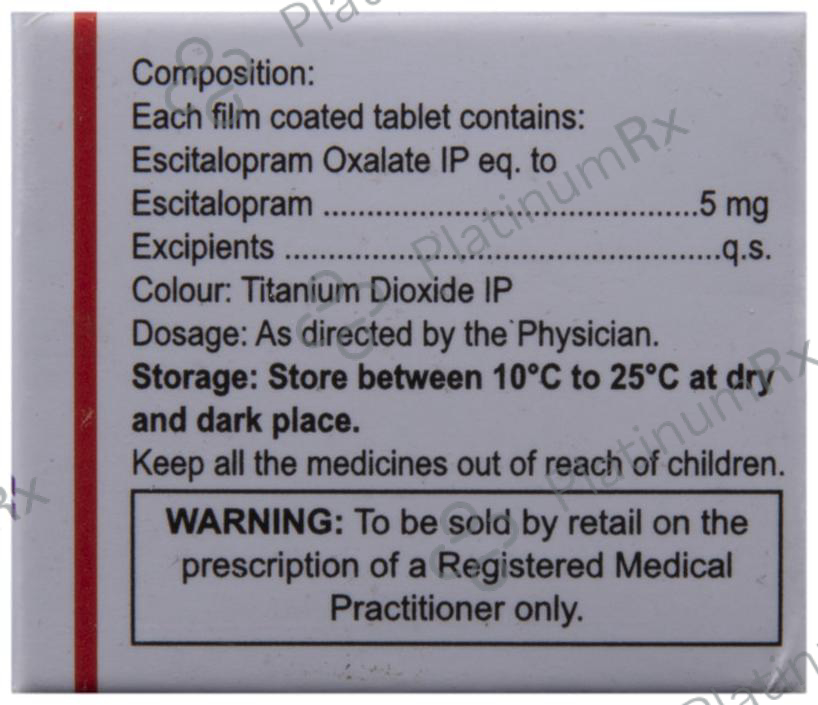 Composition:
Each film coated tablet contains:
Escitalopram Oxalate IP eq. to
Escitalopram ..........................................5 mg
Excipients .................................................q.s.
Colour: Titanium Dioxide IP
Dosage: As directed by the Physician.
Storage: Store between 10°C to 25°C at dry
and dark place.
Keep all the medicines out of reach of children.
WARNING: To be sold by retail on the
prescription of a Registered Medical
Practitioner only.
PlatinumRx
PlatinumRx